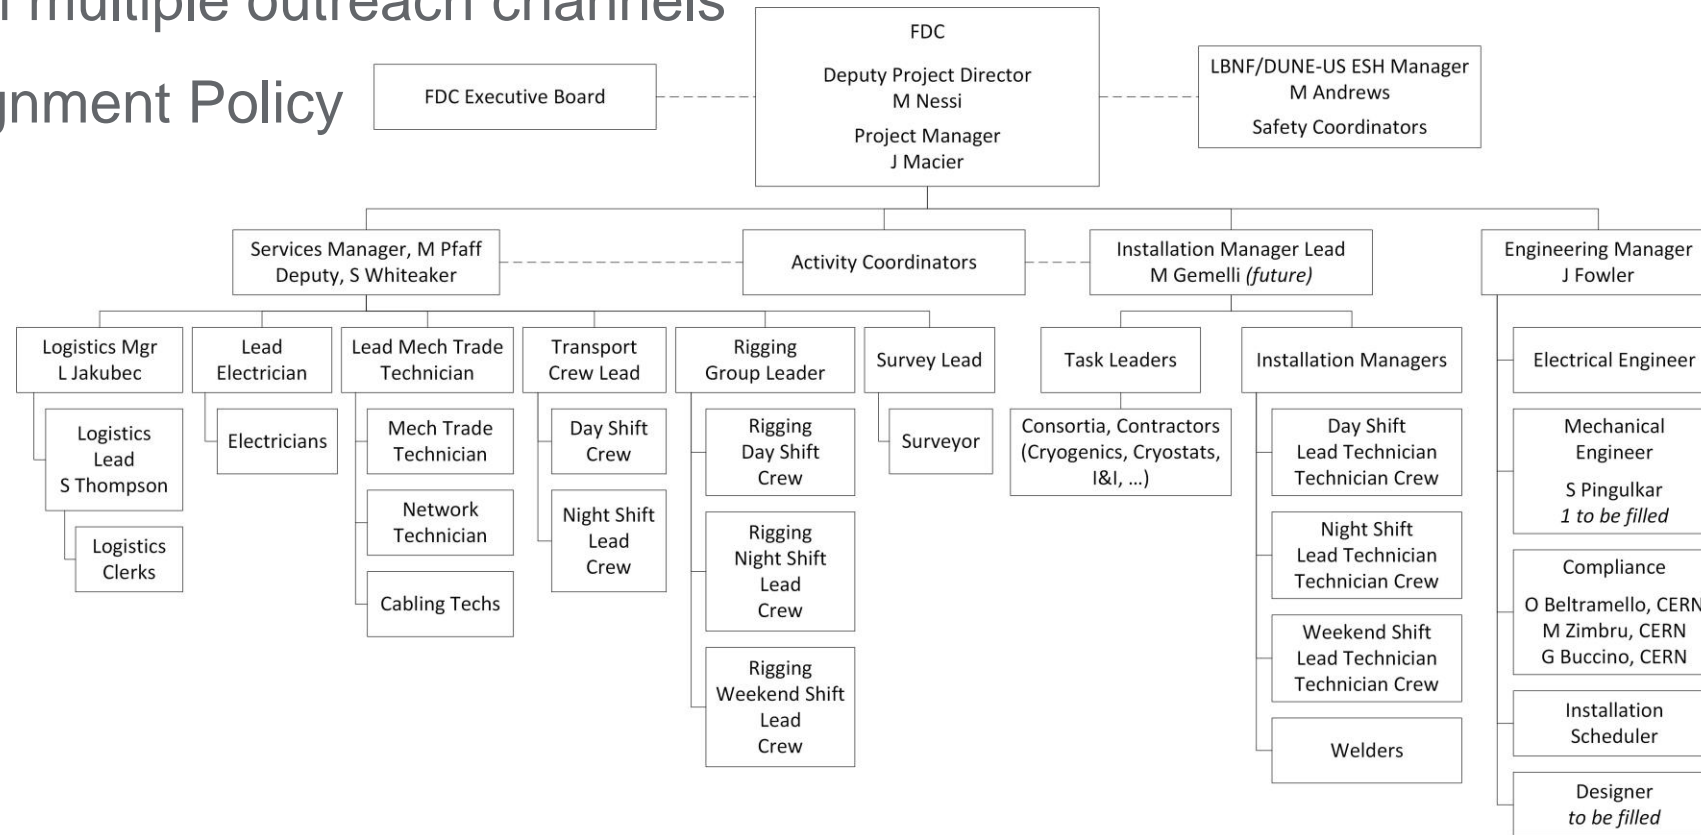 multiple outreach channels
gnment Policy
FDC
Deputy Project Director
M Nessi
Project Manager
J Macier
FDC Executive Board
LBNF/DUNE-US ESH Manager
M Andrews
Safety Coordinators
Services Manager, M Pfaff
Deputy, S Whiteaker
Activity Coordinators
Installation Manager Lead
M Gemelli (future)
Engineering Manager
J Fowler
Logistics Mgr
L Jakubec
Lead
Electrician
Lead Mech Trade
Technician
Transport
Crew Lead
Rigging
Group Leader
Survey Lead
Task Leaders
Installation Managers
Electrical Engineer
Logistics
Lead
S Thompson
Logistics
Clerks
Electricians
Mech Trade
Technician
Network
Technician
Cabling Techs
Day Shift
Crew
Night Shift
Lead
Crew
Rigging
Day Shift
Crew
Rigging
Night Shift
Lead
Crew
Rigging
Weekend Shift
Lead
Crew
Surveyor
Consortia, Contractors
(Cryogenics, Cryostats,
I&I, ...)
Day Shift
Lead Technician
Technician Crew
Night Shift
Lead Technician
Technician Crew
Weekend Shift
Lead Technician
Technician Crew
Welders
Mechanical
Engineer
S Pingulkar
1 to be filled
Compliance
O Beltramello, CERN
M Zimbru, CERN
G Buccino, CERN
Installation
Scheduler
Designer
to be filled